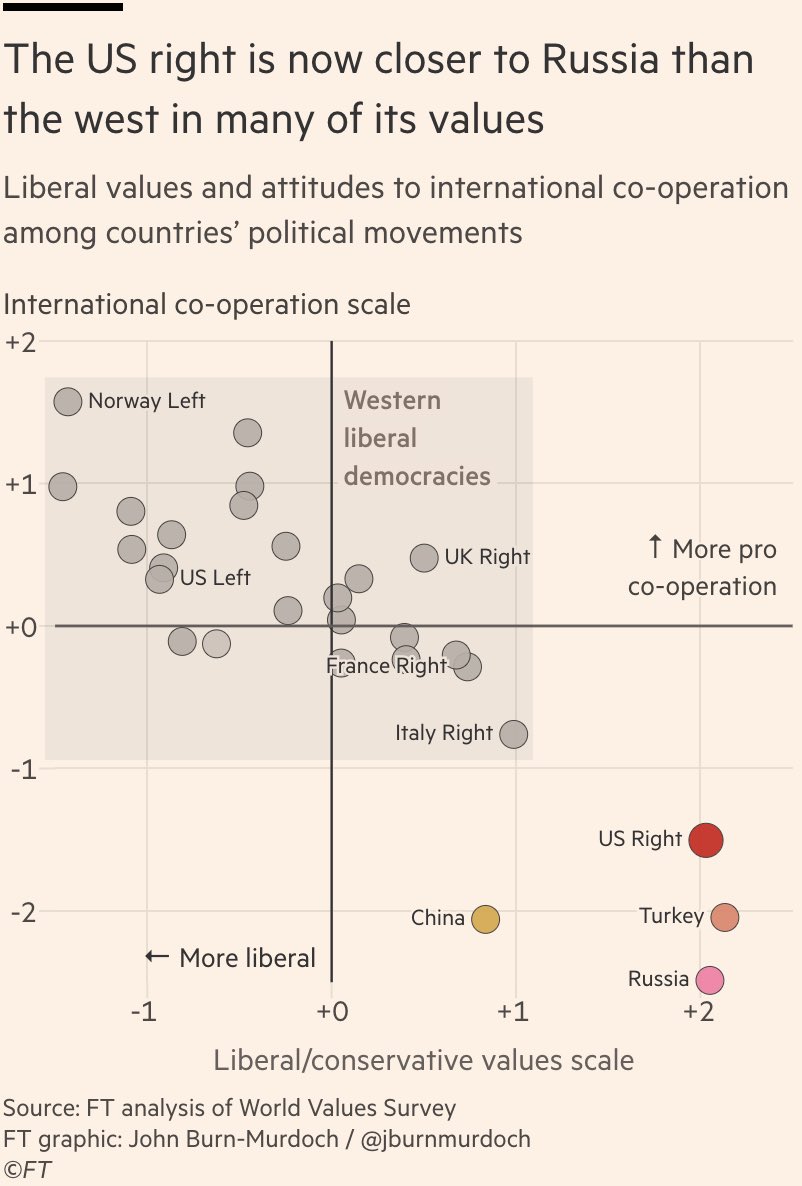 The US right is now closer to Russia than
the west in many of its values
Liberal values and attitudes to international co-operation
among countries’ political movements
International co-operation scale
+2
Norway Left
Western
liberal
democracies
+1
↑ More pro
co-operation
UK Right
US Left
+0
France Right
Italy Right
-1
US Right
-2
China
Turkey
← More liberal
Russia
-1
+0
+1
+2
Liberal/conservative values scale
Source: FT analysis of World Values Survey
FT graphic: John Burn-Murdoch / @jburnmurdoch
©FT